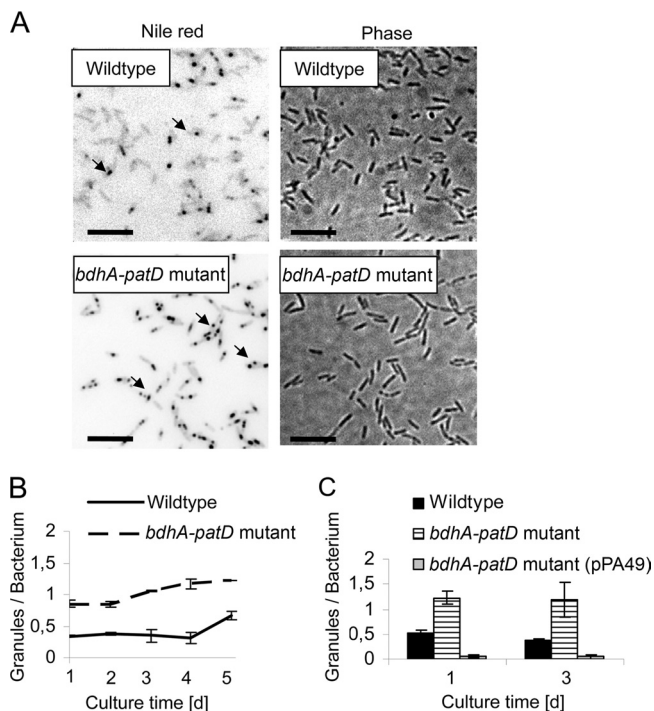 A
Nile red
Phase
Wildtype
Wildtype
bdhA-patD mutant
bdhA-patD mutant
B
Wildtype
bdhA-patD mutant
Granules / Bacterium
2
1,5
1
0,5
0
1 2 3 4 5
Culture time [d]
C
Wildtype
bdhA-patD mutant
bdhA-patD mutant (pPA49)
Granules / Bacterium
2
1,5
1
0,5
0
1 3
Culture time [d]